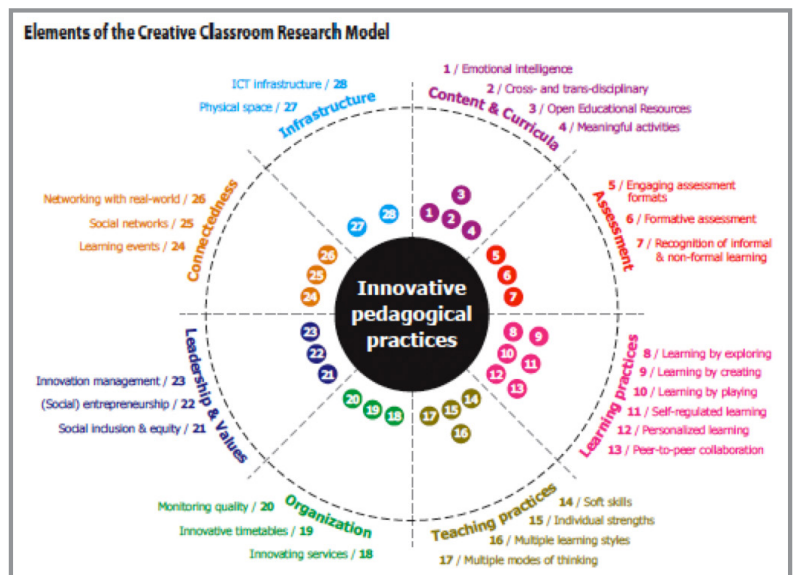 Elements of the Creative Classroom Research Model
Content & Curricula
1 / Emotional intelligence
2 / Cross- and trans-disciplinary
3 / Open Educational Resources
4 / Meaningful activities
Assessment
5 / Engaging assessment
formats
6 / Formative assessment
7 / Recognition of informal
& non-formal learning
Learning practices
8 / Learning by exploring
9 / Learning by creating
10 / Learning by playing
11 / Self-regulated learning
12 / Personalized learning
13 / Peer-to-peer collaboration
Teaching practices
14 / Soft skills
15 / Individual strengths
16 / Multiple learning styles
17 / Multiple modes of thinking
Organization
Monitoring quality / 20
Innovative timetables / 19
Innovating services / 18
Leadership & Values
Innovation management / 23
(Social) entrepreneurship / 22
Social inclusion & equity / 21
Connectedness
Networking with real-world / 26
Social networks / 25
Learning events / 24
Infrastructure
ICT infrastructure / 28
Physical space / 27
Innovative
pedagogical
practices
1
2
3
4
5
6
7
8
9
10
11
12
13
14
15
16
17
18
19
20
21
22
23
24
25
26
27
28